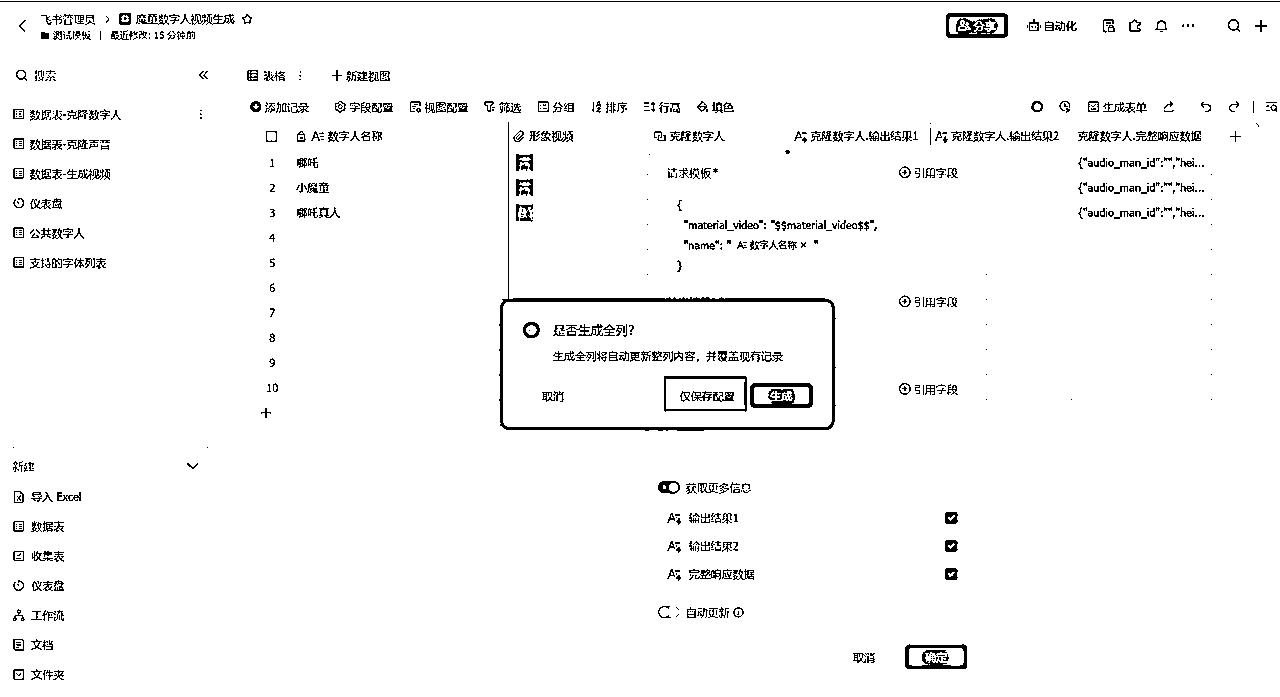 飞书管理员 > 魔童数字人视频生成
测试模板 | 最近修改: 15 分钟前
分享
自动化
搜索
数据表-克隆数字人
数据表-克隆声音
数据表-生成视频
仪表盘
公共数字人
支持的字体列表
新建
导入 Excel
数据表
收集表
仪表盘
工作流
文档
文件夹
表格
新建视图
添加记录 字段配置 视图配置 筛选 分组 排序 行高 填色
生成表单
数字人名称 形象视频 克隆数字人 克隆数字人.输出结果1 克隆数字人.输出结果2 克隆数字人.完整响应数据
1 哪吒 {"audio_man_id":"","hei...
2 小魔童 {"audio_man_id":"","hei...
3 哪吒真人 {"audio_man_id":"","hei...
4
5
6
7
8
9
10
请求模板* 引用字段
{
"material_video": "$$material_video$$",
"name": " 数字人名称 × "
}
引用字段
引用字段
是否生成全列?
生成全列将自动更新整列内容，并覆盖现有记录
取消 仅保存配置 生成
获取更多信息
输出结果1
输出结果2
完整响应数据
自动更新
取消 确定